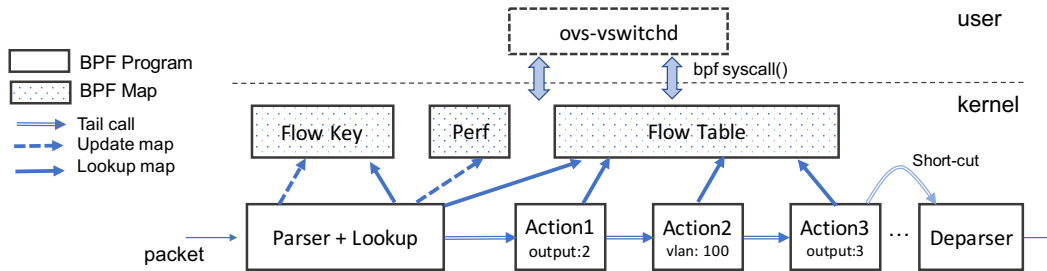 user
ovs-vswitchd
BPF Program
bpf syscall()
BPF Map
kernel
Tail call
Update map
Lookup map
Flow Key
Perf
Flow Table
Short-cut
packet
Parser + Lookup
Action1
output:2
Action2
vlan: 100
Action3
output:3
...
Deparser